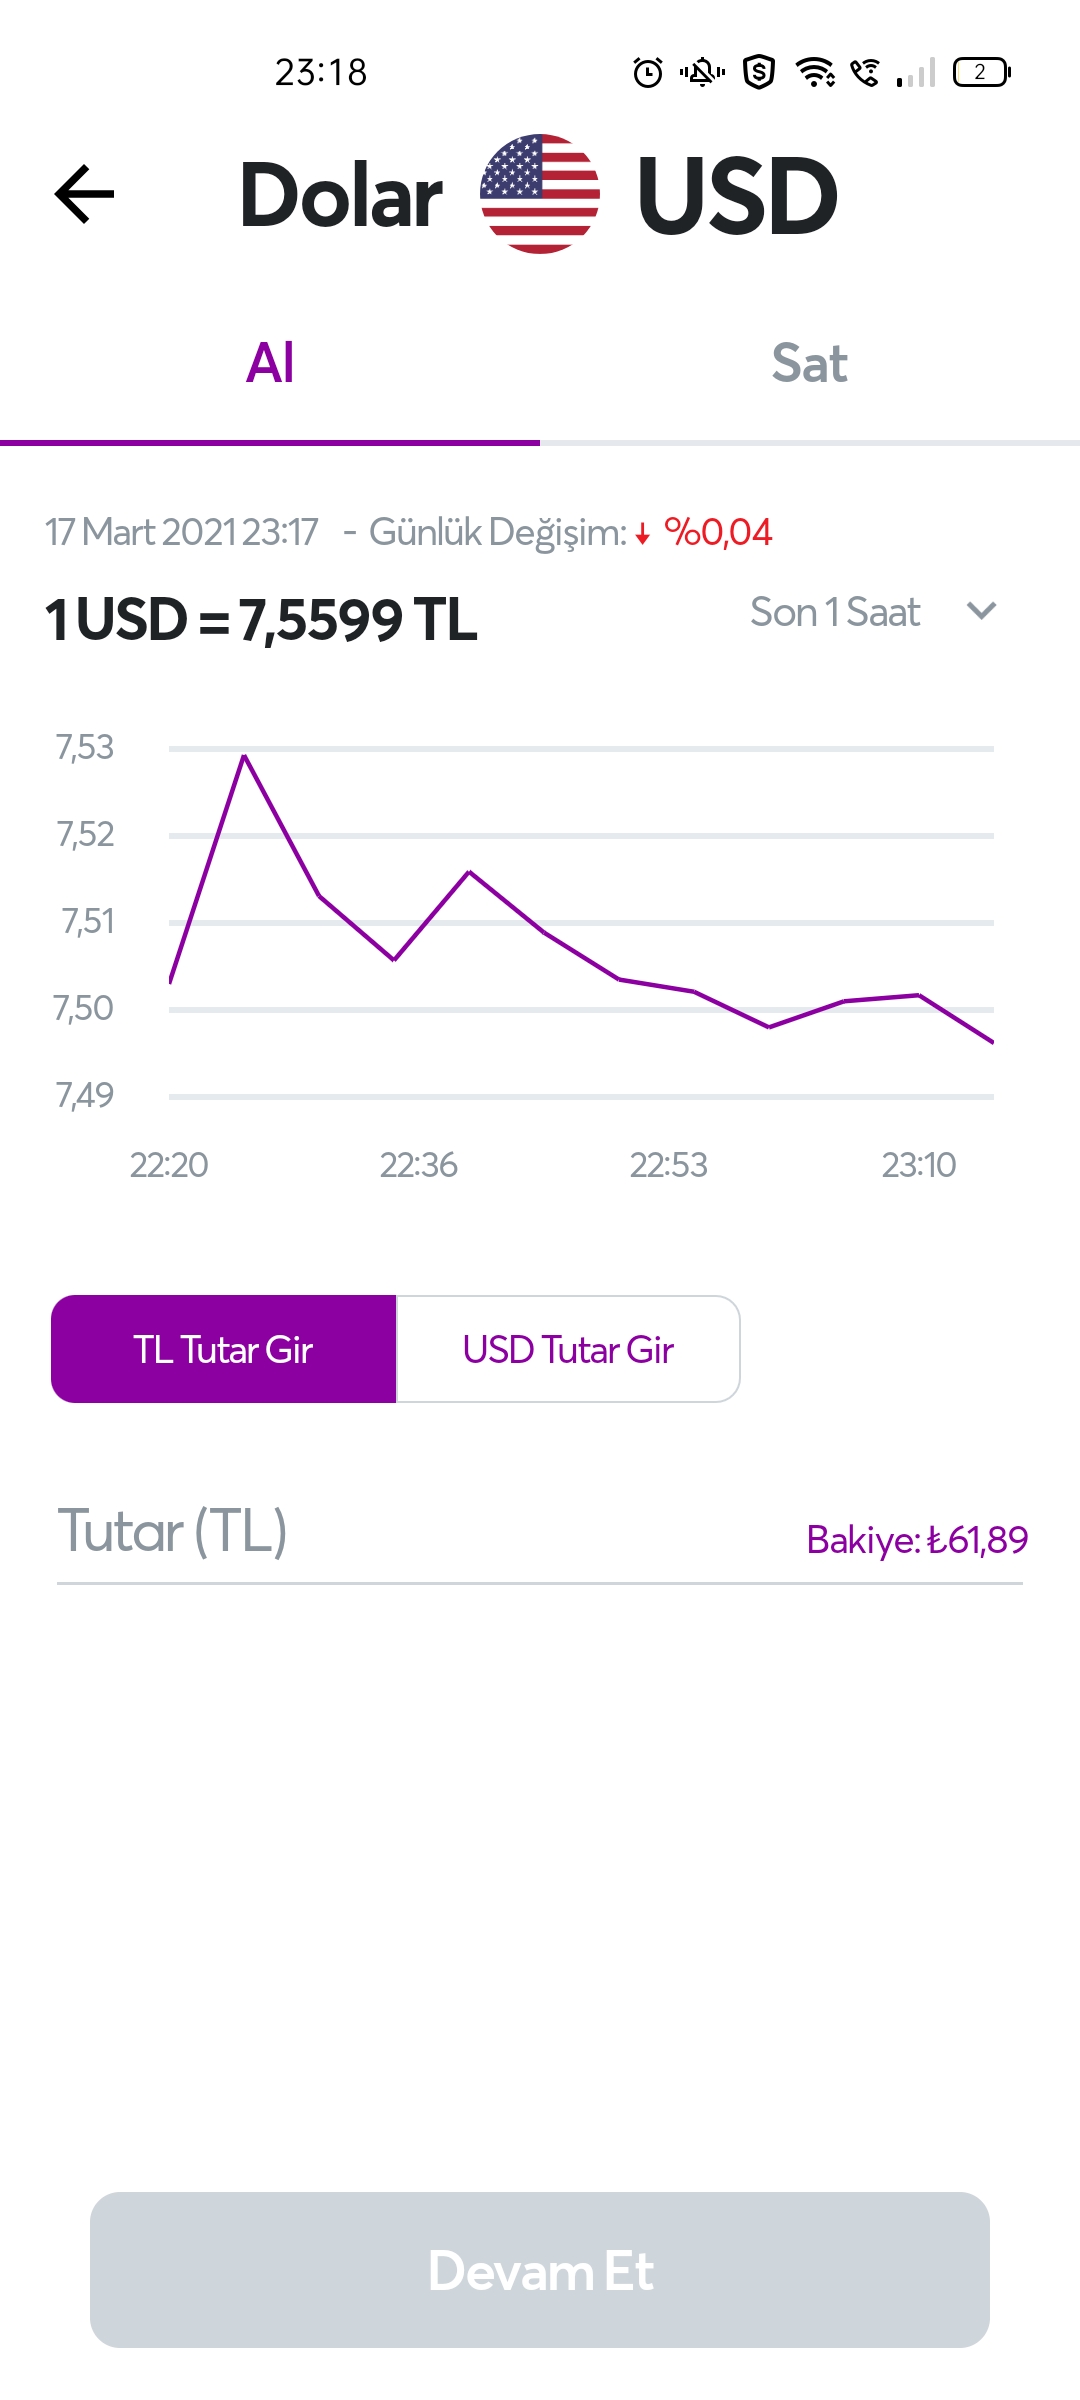 23:18
2
Dolar USD
Al Sat
17 Mart 2021 23:17 - Günlük Değişim: ↓ %0,04
1 USD = 7,5599 TL Son 1 Saat
7,53
7,52
7,51
7,50
7,49
22:20 22:36 22:53 23:10
TL Tutar Gir USD Tutar Gir
Tutar (TL) Bakiye: ₺61,89
Devam Et